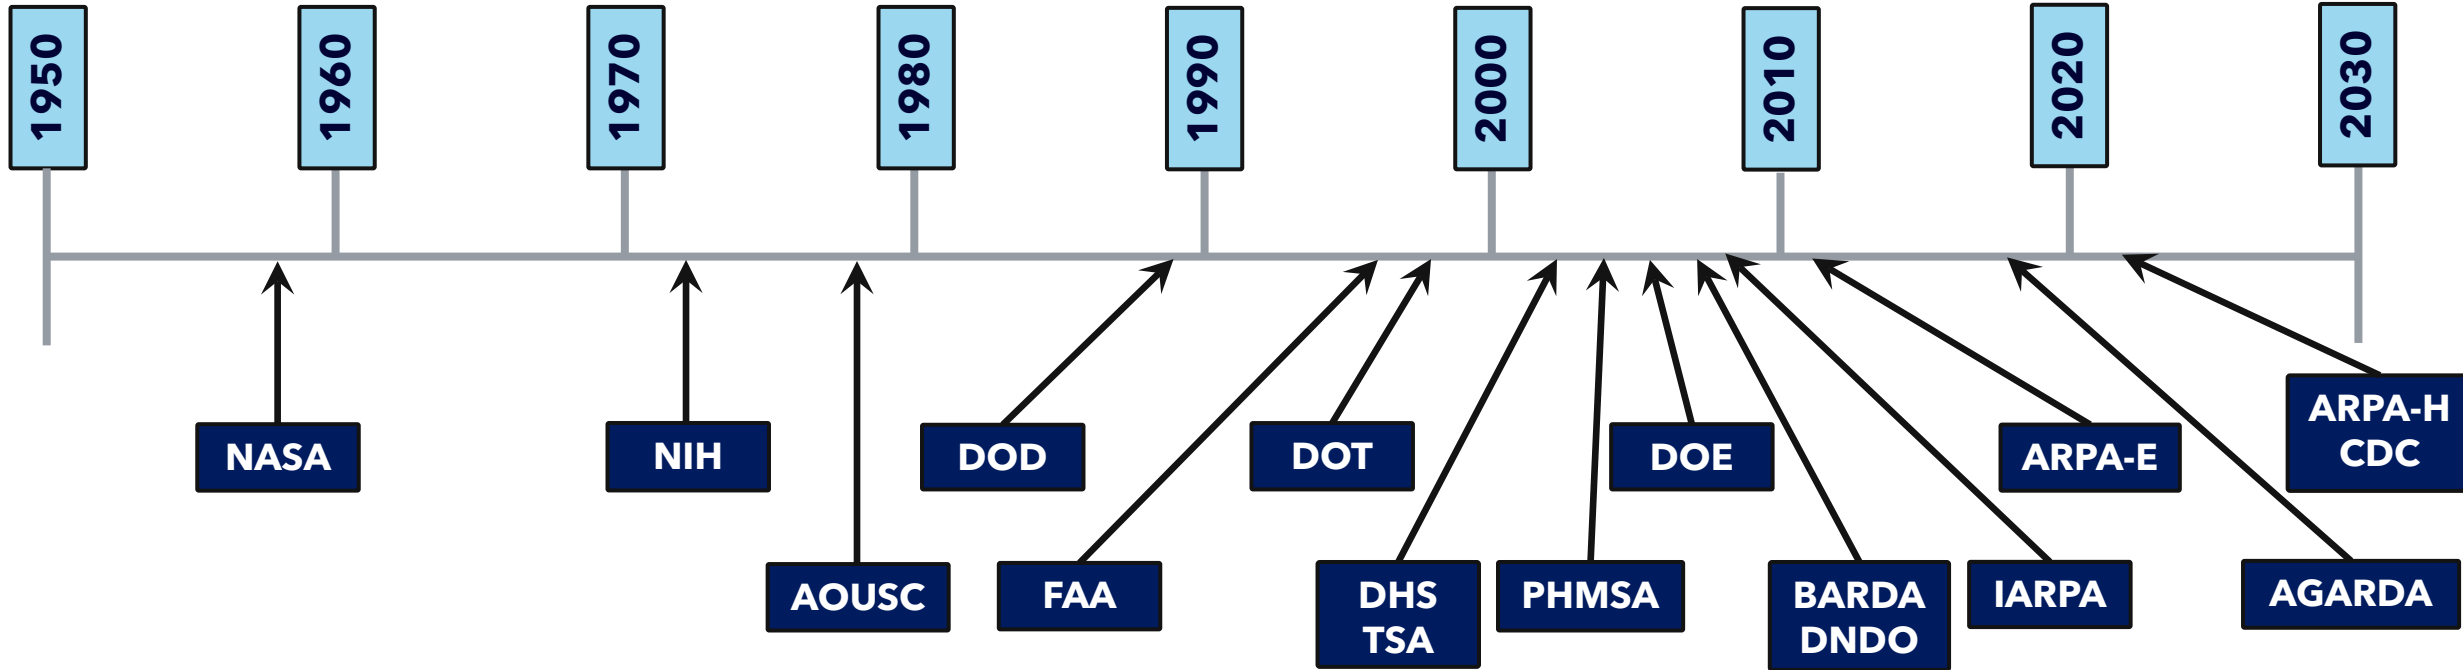 1950
1960
1970
1980
1990
2000
2010
2020
2030
NASA
NIH
DOD
DOT
DOE
ARPA-E
ARPA-H
CDC
AOUSC
FAA
DHS
TSA
PHMSA
BARDA
DNDO
IARPA
AGARDA